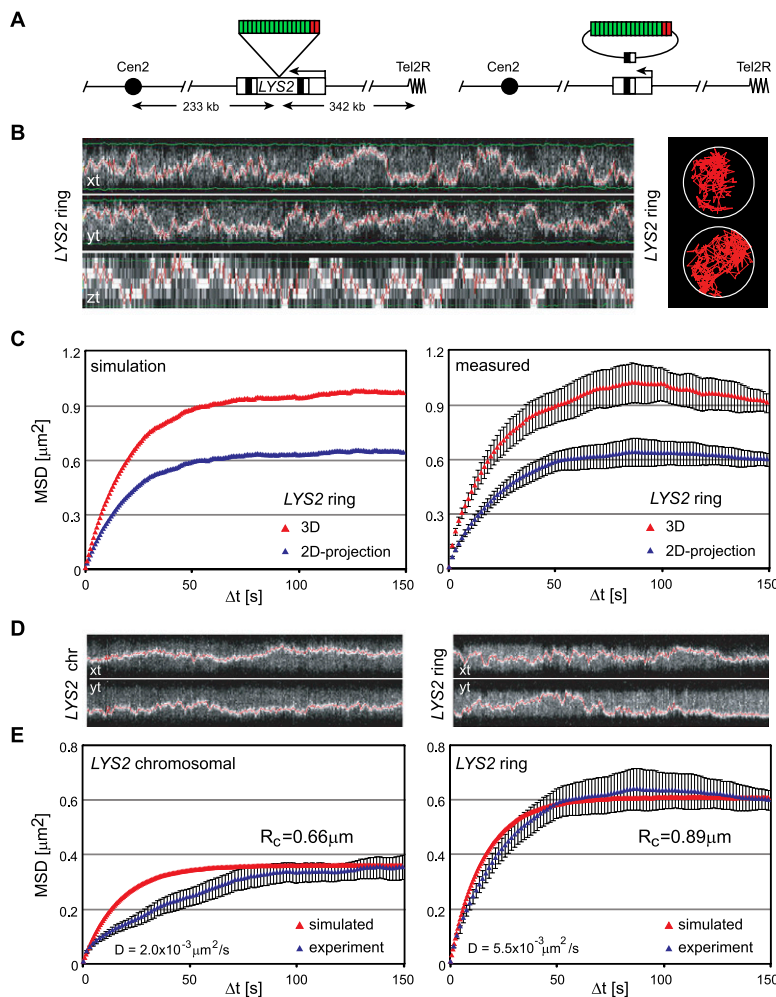 A
Cen2
LYS2
Tel2R
233 kb
342 kb
Cen2
Tel2R
B
LYS2 ring
xt
yt
zt
LYS2 ring
C
MSD [μm²]
1.2
0.9
0.6
0.3
0
simulation
LYS2 ring
3D
2D-projection
0
50
100
150
Δt [s]
1.2
0.9
0.6
0.3
0
measured
LYS2 ring
3D
2D-projection
0
50
100
150
Δt [s]
D
LYS2 chr
xt
yt
LYS2 ring
xt
yt
E
MSD [μm²]
0.8
0.6
0.4
0.2
0
LYS2 chromosomal
Rc=0.66μm
simulated
experiment
D = 2.0x10⁻³μm²/s
0
50
100
150
Δt [s]
0.8
0.6
0.4
0.2
0
LYS2 ring
Rc=0.89μm
simulated
experiment
D = 5.5x10⁻³μm²/s
0
50
100
150
Δt [s]